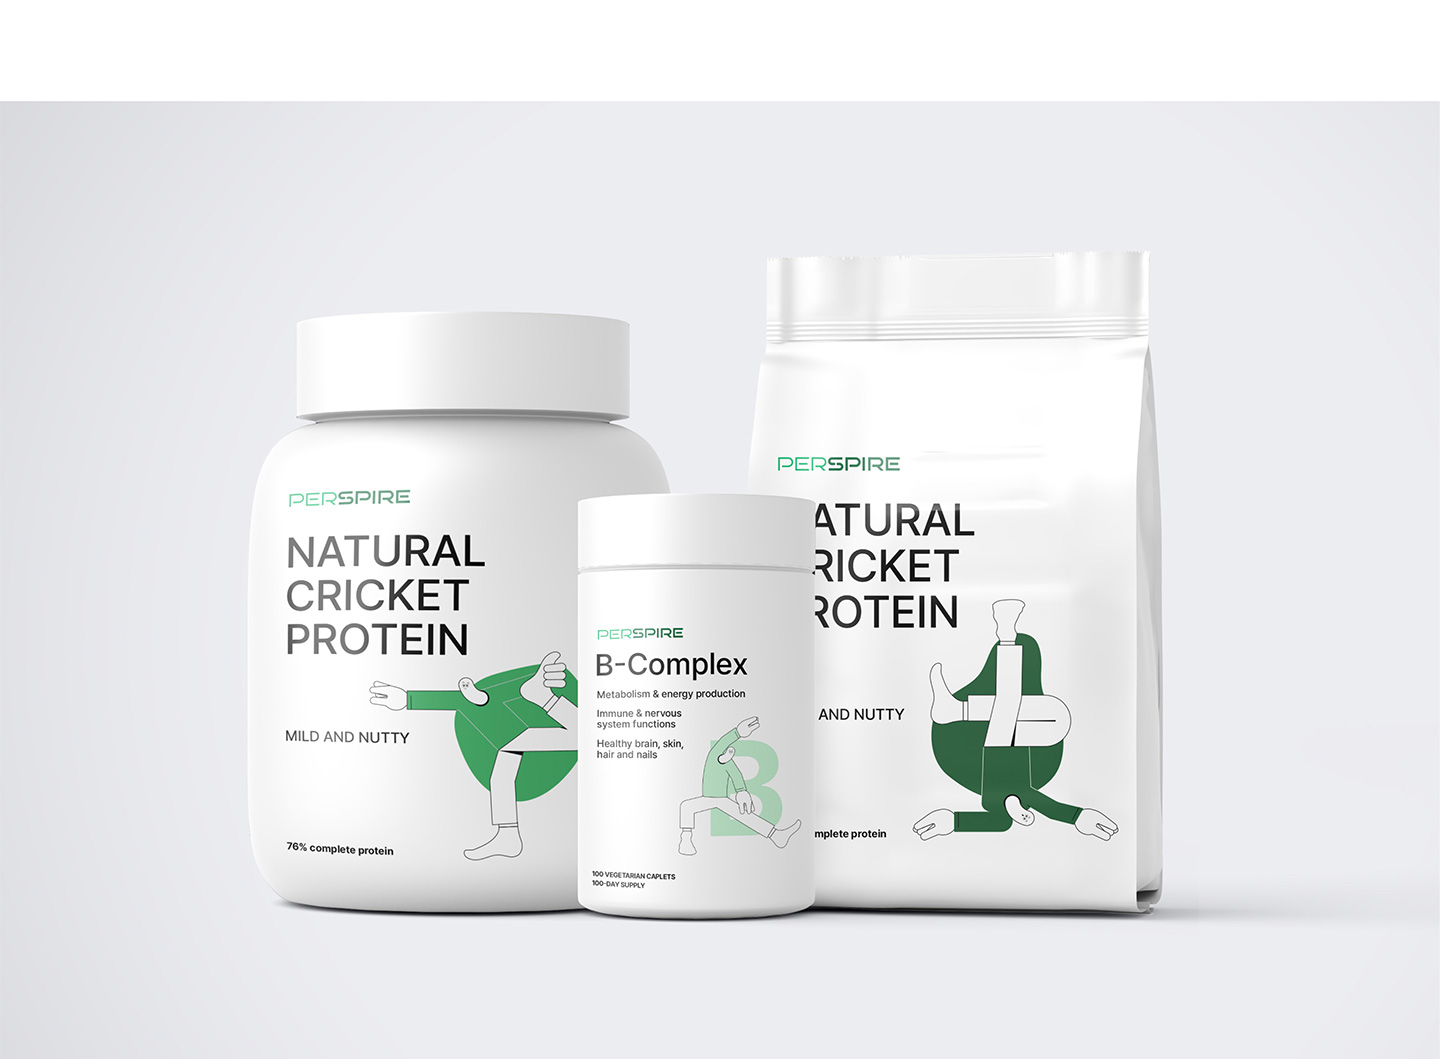 PERSPIRE
NATURAL
CRICKET
PROTEIN
MILD AND NUTTY
76% complete protein
PERSPIRE
B-Complex
Metabolism & energy production
Immune & nervous
system functions
Healthy brain, skin,
hair and nails
B
100 VEGETARIAN CAPLETS
100-DAY SUPPLY
PERSPIRE
ATURAL
RICKET
ROTEIN
AND NUTTY
mplete protein